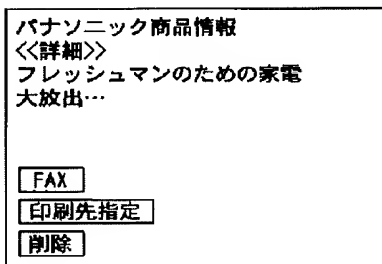 パナソニック商品情報
<<詳細>>
フレッシュマンのための家電
大放出…
FAX
印刷先指定
削除